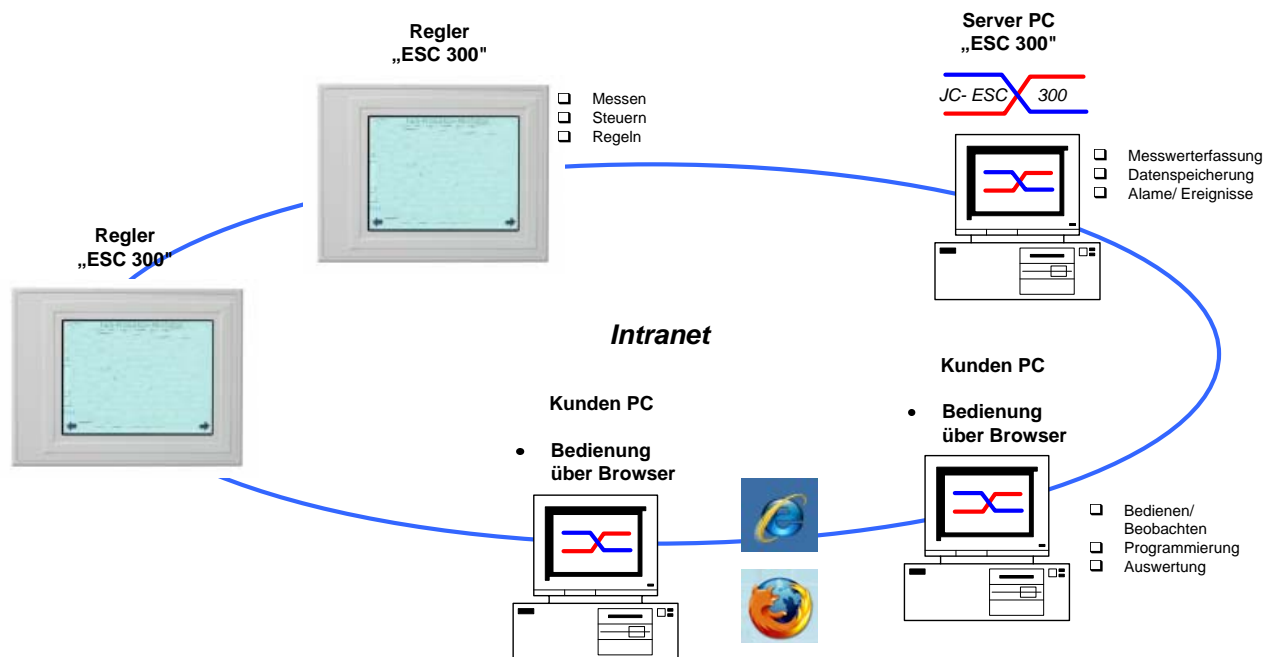 Regler
„ESC 300"
Messen
Steuern
Regeln
Server PC
„ESC 300"
JC- ESC 300
Messwerterfassung
Datenspeicherung
Alame/ Ereignisse
Regler
„ESC 300"
Intranet
Kunden PC
Bedienung
über Browser
Kunden PC
Bedienung
über Browser
Bedienen/
Beobachten
Programmierung
Auswertung